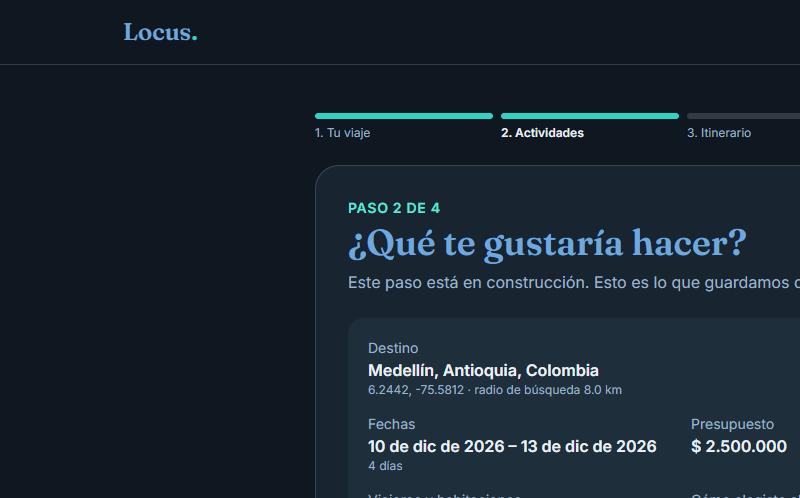 Locus.
1. Tu viaje
2. Actividades
3. Itinerario
PASO 2 DE 4
¿Qué te gustaría hacer?
Este paso está en construcción. Esto es lo que guardamos
Destino
Medellín, Antioquia, Colombia
6.2442, -75.5812 · radio de búsqueda 8.0 km
Fechas
10 de dic de 2026 – 13 de dic de 2026
4 días
Presupuesto
$ 2.500.000